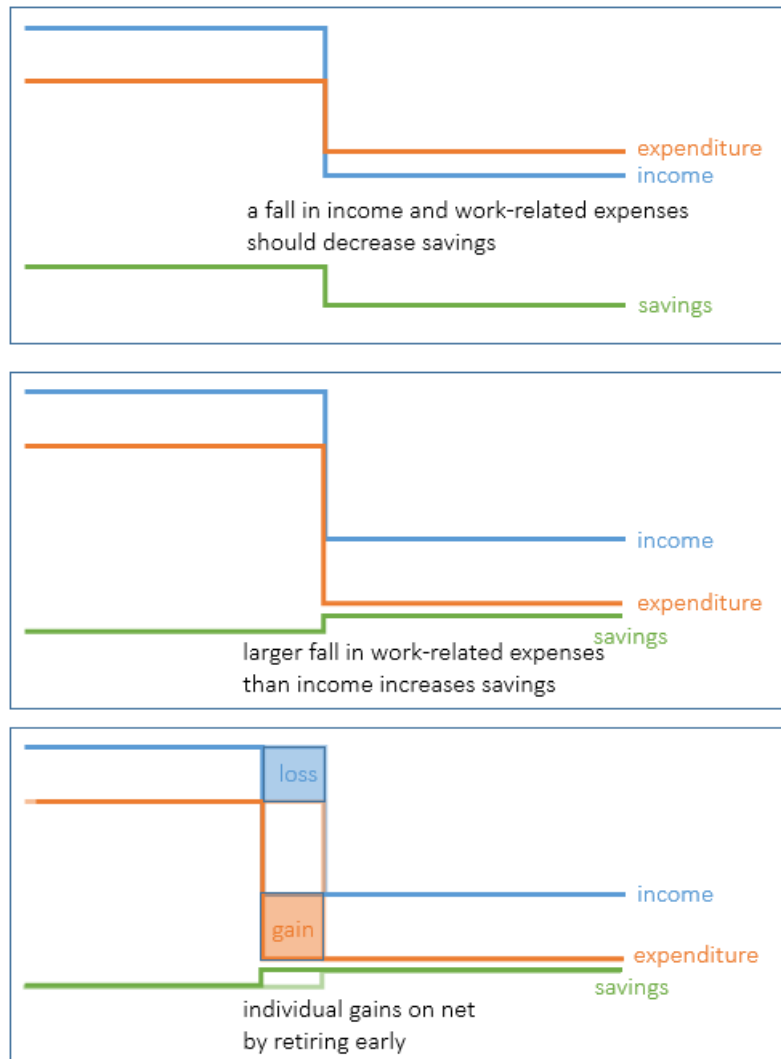 expenditure
income
a fall in income and work-related expenses
should decrease savings
savings
income
expenditure
savings
larger fall in work-related expenses
than income increases savings
loss
income
gain
expenditure
savings
individual gains on net
by retiring early